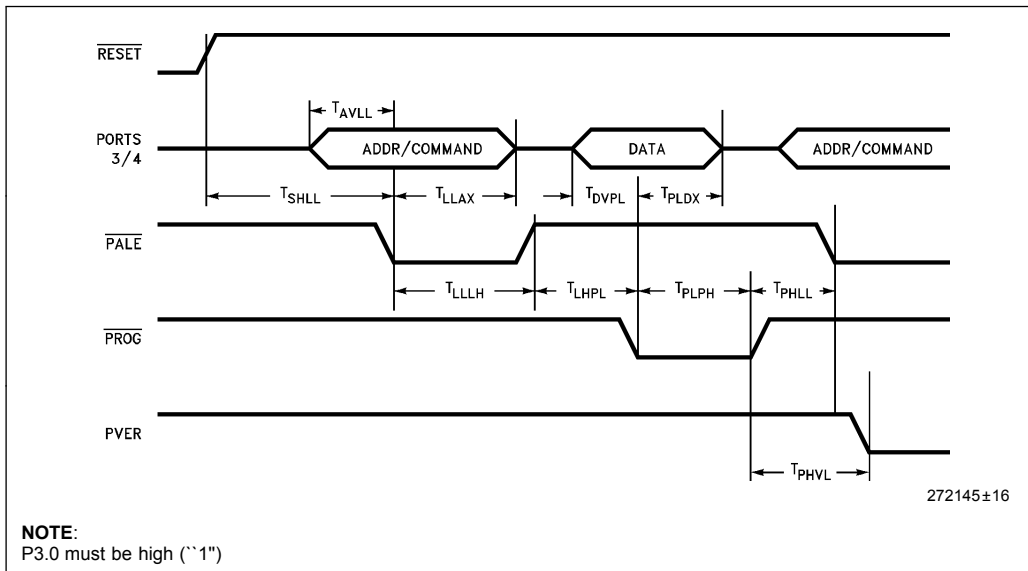 RESET
T_AVLL
PORTS
3/4
ADDR/COMMAND
DATA
ADDR/COMMAND
T_SHLL
T_LLAX
T_DVPL
T_PLDX
PALE
T_LLLH
T_LHPL
T_PLPH
T_PHLL
PROG
PVER
T_PHVL
272145±16
NOTE:
P3.0 must be high (``1")